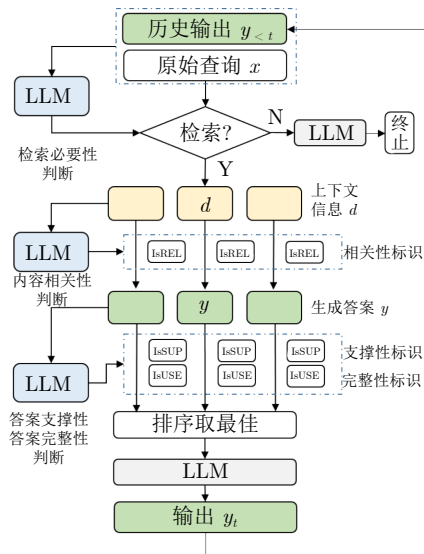 历史输出 y<t
原始查询 x
LLM
检索?
N
LLM
终止
检索必要性
判断
Y
d
上下文
信息 d
LLM
IsREL
IsREL
IsREL
相关性标识
内容相关性
判断
y
生成答案 y
LLM
IsSUP
IsSUP
IsSUP
支撑性标识
IsUSE
IsUSE
IsUSE
完整性标识
答案支撑性
答案完整性
判断
排序取最佳
LLM
输出 yt